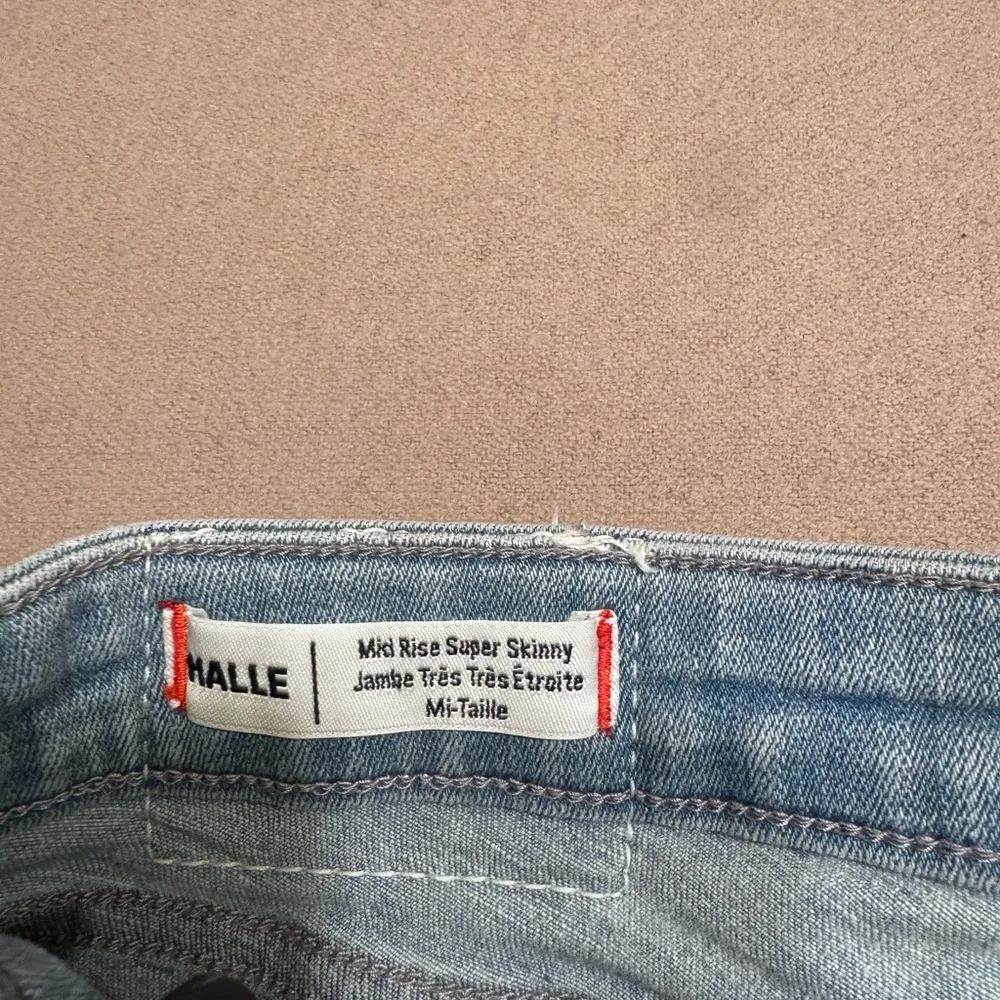 HALLE
Mid Rise Super Skinny
Jambe Très Très Étroite
Mi-Taille